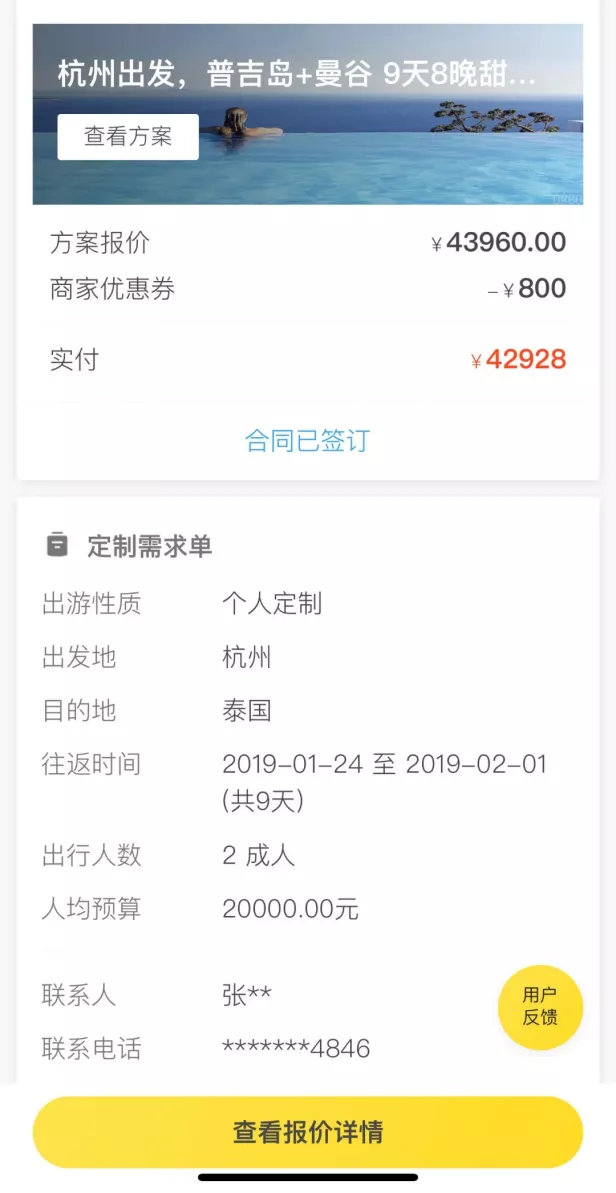 杭州出发，普吉岛+曼谷 9天8晚甜...
查看方案
方案报价 ￥43960.00
商家优惠券 –￥800
实付 ￥42928
合同已签订
定制需求单
出游性质 个人定制
出发地 杭州
目的地 泰国
往返时间 2019–01–24 至 2019–02–01
(共9天)
出行人数 2 成人
人均预算 20000.00元
联系人 张**
用户
反馈
联系电话 *******4846
查看报价详情